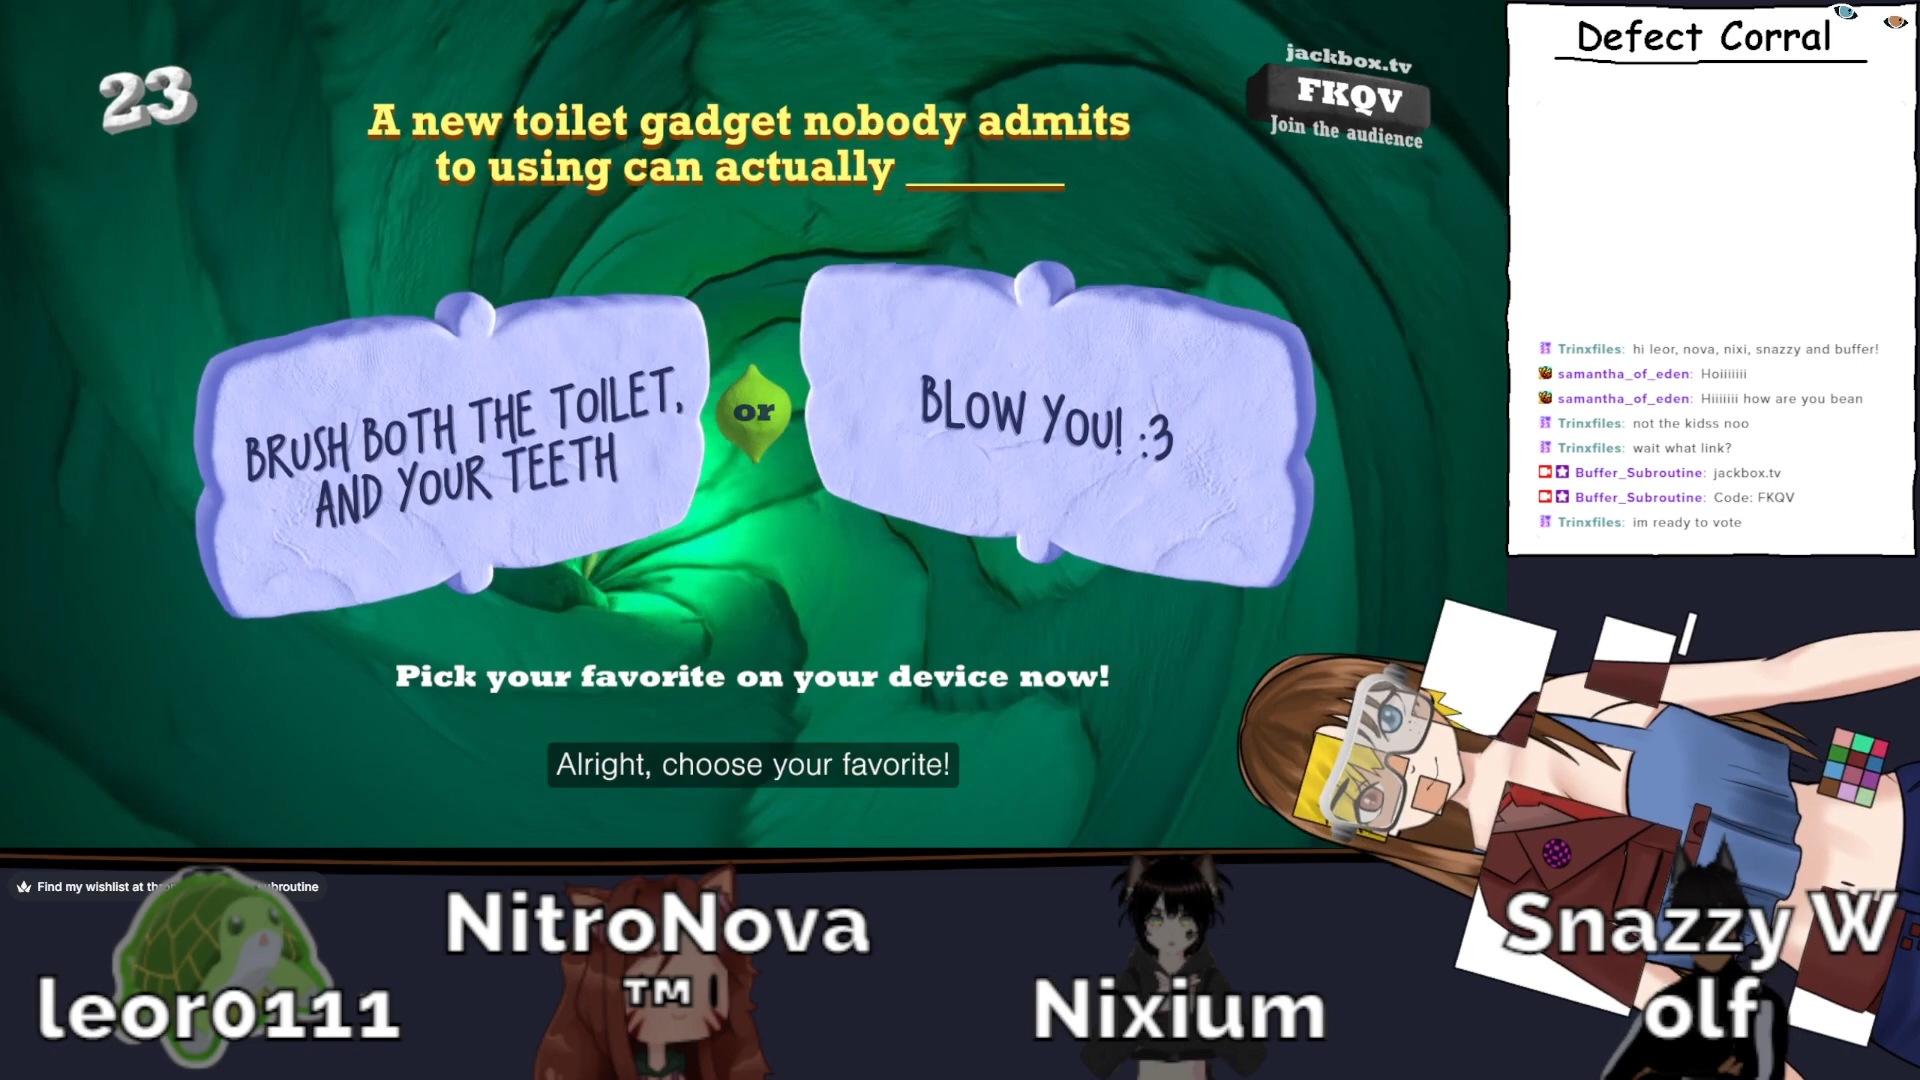 23
A new toilet gadget nobody admits
to using can actually ________
jackbox.tv
FKQV
Join the audience
BRUSH BOTH THE TOILET,
AND YOUR TEETH
or
BLOW YOU! :3
Pick your favorite on your device now!
Alright, choose your favorite!
Defect Corral
Trinxfiles: hi leor, nova, nixi, snazzy and buffer!
samantha_of_eden: Hoiiiiiii
samantha_of_eden: Hiiiiiii how are you bean
Trinxfiles: not the kidss noo
Trinxfiles: wait what link?
Buffer_Subroutine: jackbox.tv
Buffer_Subroutine: Code: FKQV
Trinxfiles: im ready to vote
Find my wishlist at
leor0111
NitroNova
TM
Nixium
Snazzy W
olf